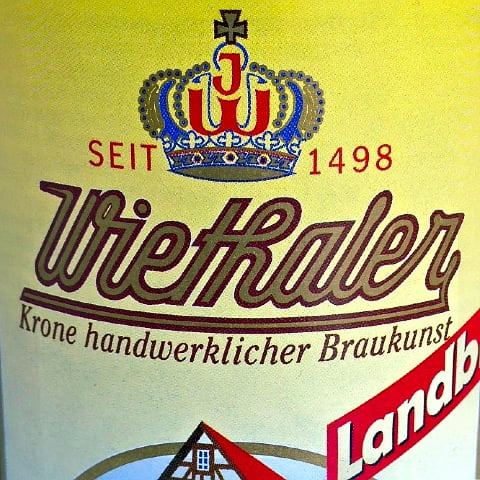 JW
SEIT 1498
Wiethaler
Krone handwerklicher Braukunst
Landb